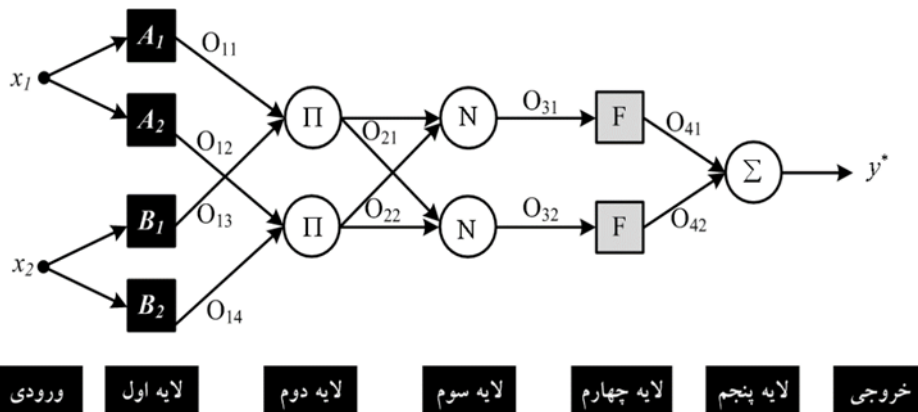 A1
O11
x1
A2
O12
Π
O21
N
O31
F
O41
Σ
y*
B1
O13
Π
O22
N
O32
F
O42
x2
B2
O14
ورودی
لایه اول
لایه دوم
لایه سوم
لایه چهارم
لایه پنجم
خروجی